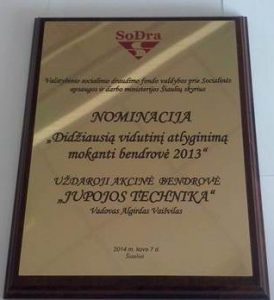 SoDra
Valstybinio socialinio draudimo fondo valdybos prie Socialinės
apsaugos ir darbo ministerijos Šiaulių skyrius
NOMINACIJA
„Didžiausią vidutinį atlyginimą
mokanti bendrovė 2013“
UŽDAROJI AKCINĖ BENDROVĖ
„JUPOJOS TECHNIKA“
Vadovas Algirdas Vaišvilas
2014 m. kovo 7 d.
Šiauliai